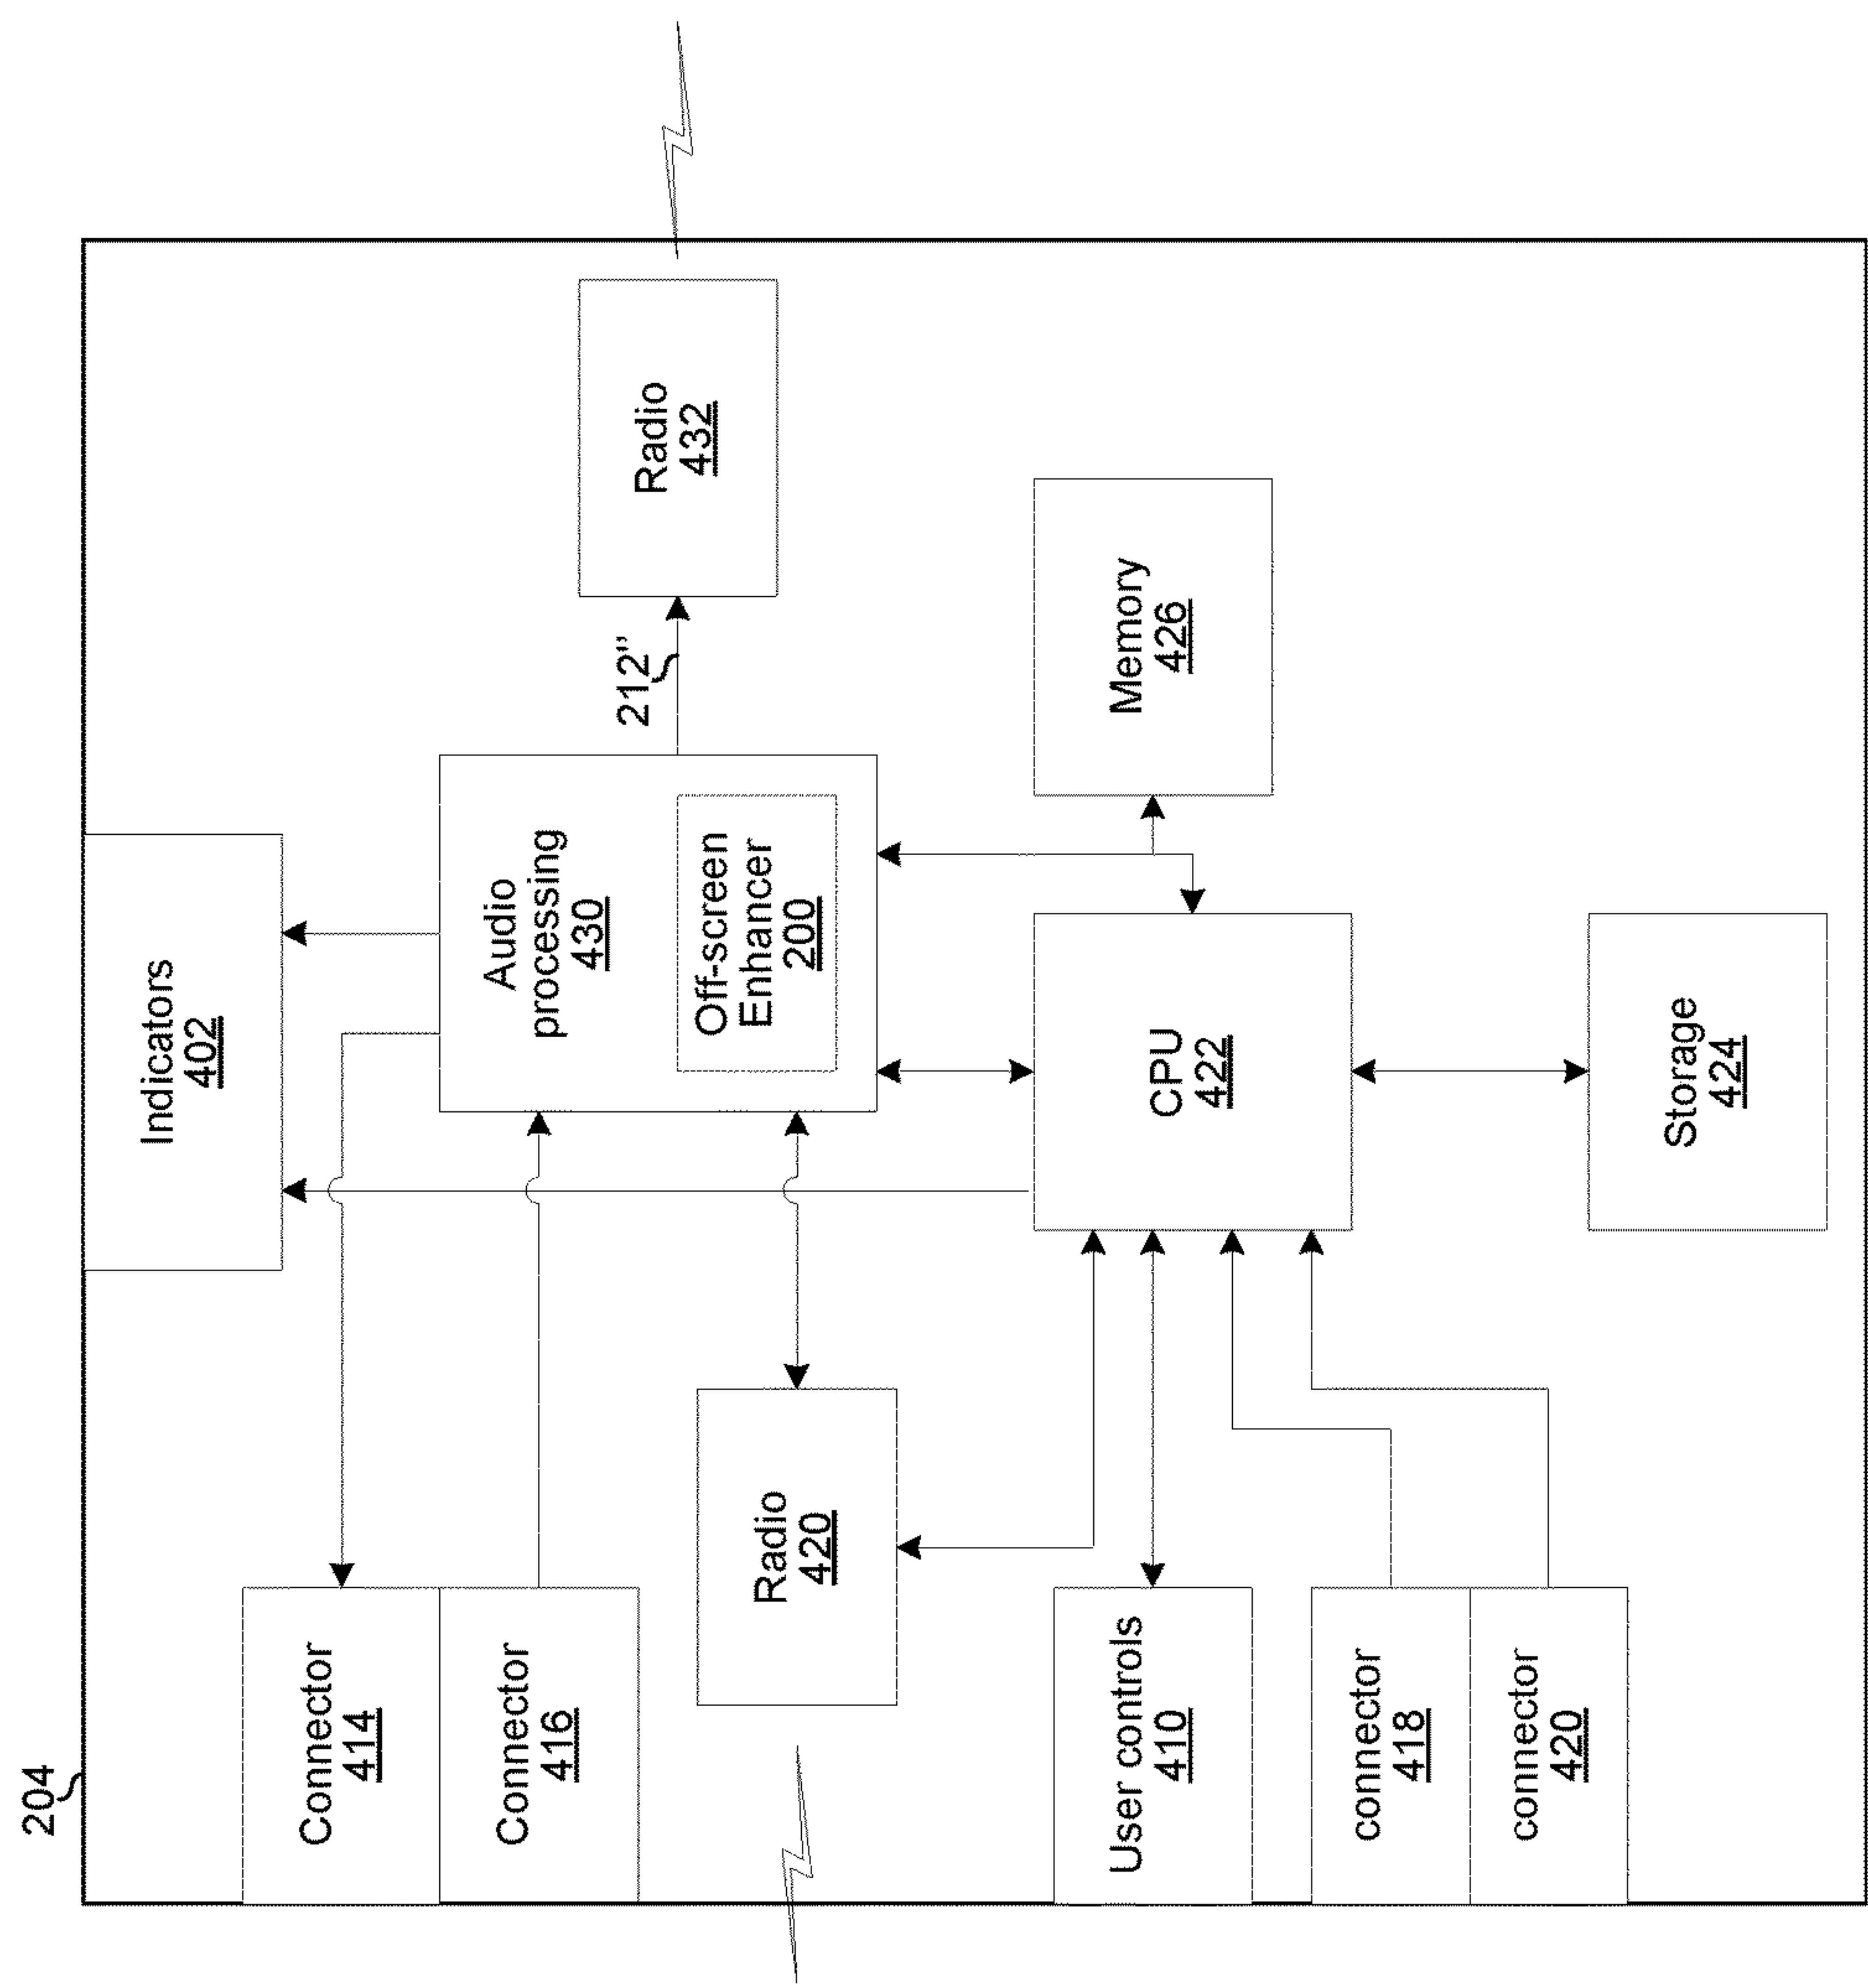 204
Indicators
402
Connector
414
Connector
416
Audio
processing
430
Off-screen
Enhancer
200
212"
Radio
432
Radio
420
User controls
410
CPU
422
Memory
426
connector
418
connector
420
Storage
424